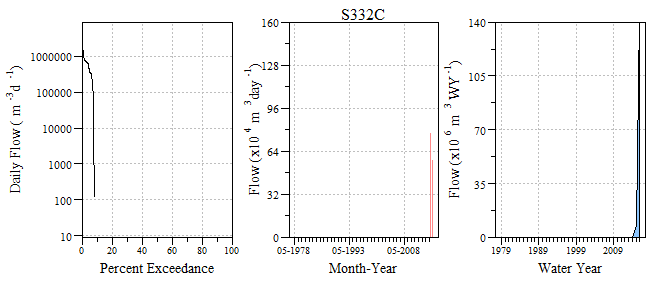 S332C
Daily Flow ( m -3 d -1)
1000000
100000
10000
1000
100
10
0 20 40 60 80 100
Percent Exceedance
Flow (x10 4 m 3 day -1)
160
128
96
64
32
0
05-1978 05-1993 05-2008
Month-Year
Flow (x10 6 m 3 WY -1)
140
105
70
35
0
1979 1989 1999 2009
Water Year